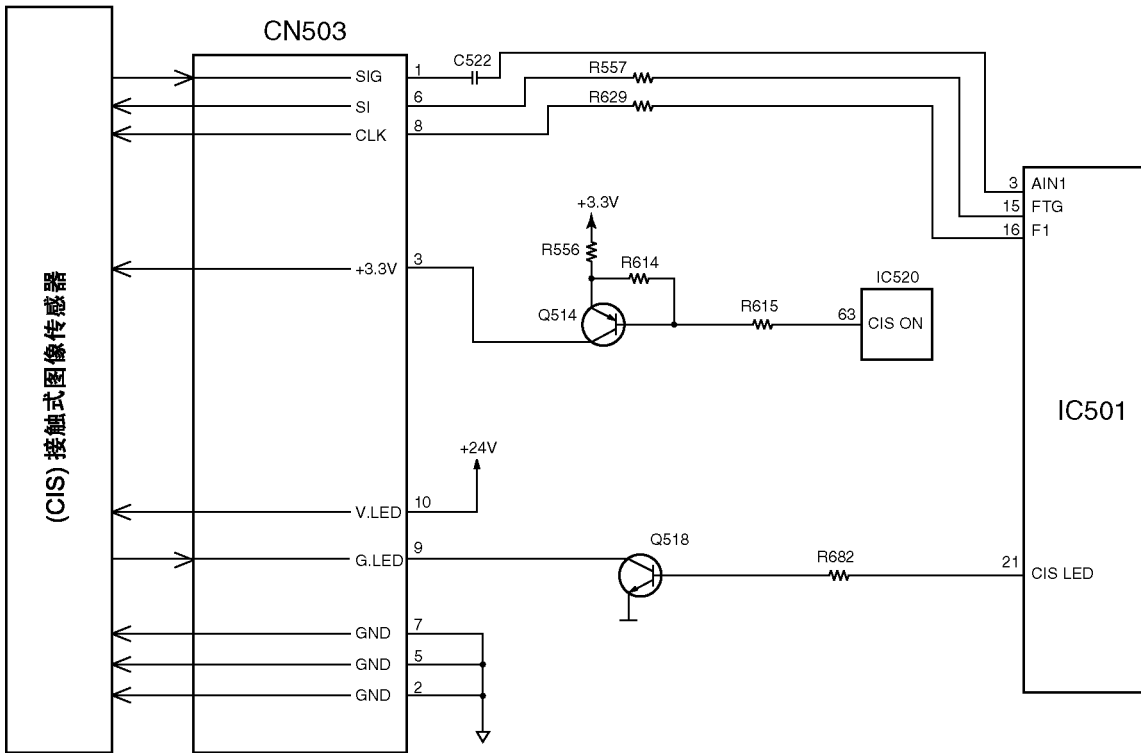 CN503
SIG 1 C522
SI 6 R557
CLK 8 R629
3 AIN1
15 FTG
16 F1
+3.3V
R556
R614
+3.3V 3
Q514
R615
63 CIS ON
IC520
(CIS) 接触式图像传感器
IC501
+24V
V.LED 10
G.LED 9
Q518
R682
21 CIS LED
GND 7
GND 5
GND 2